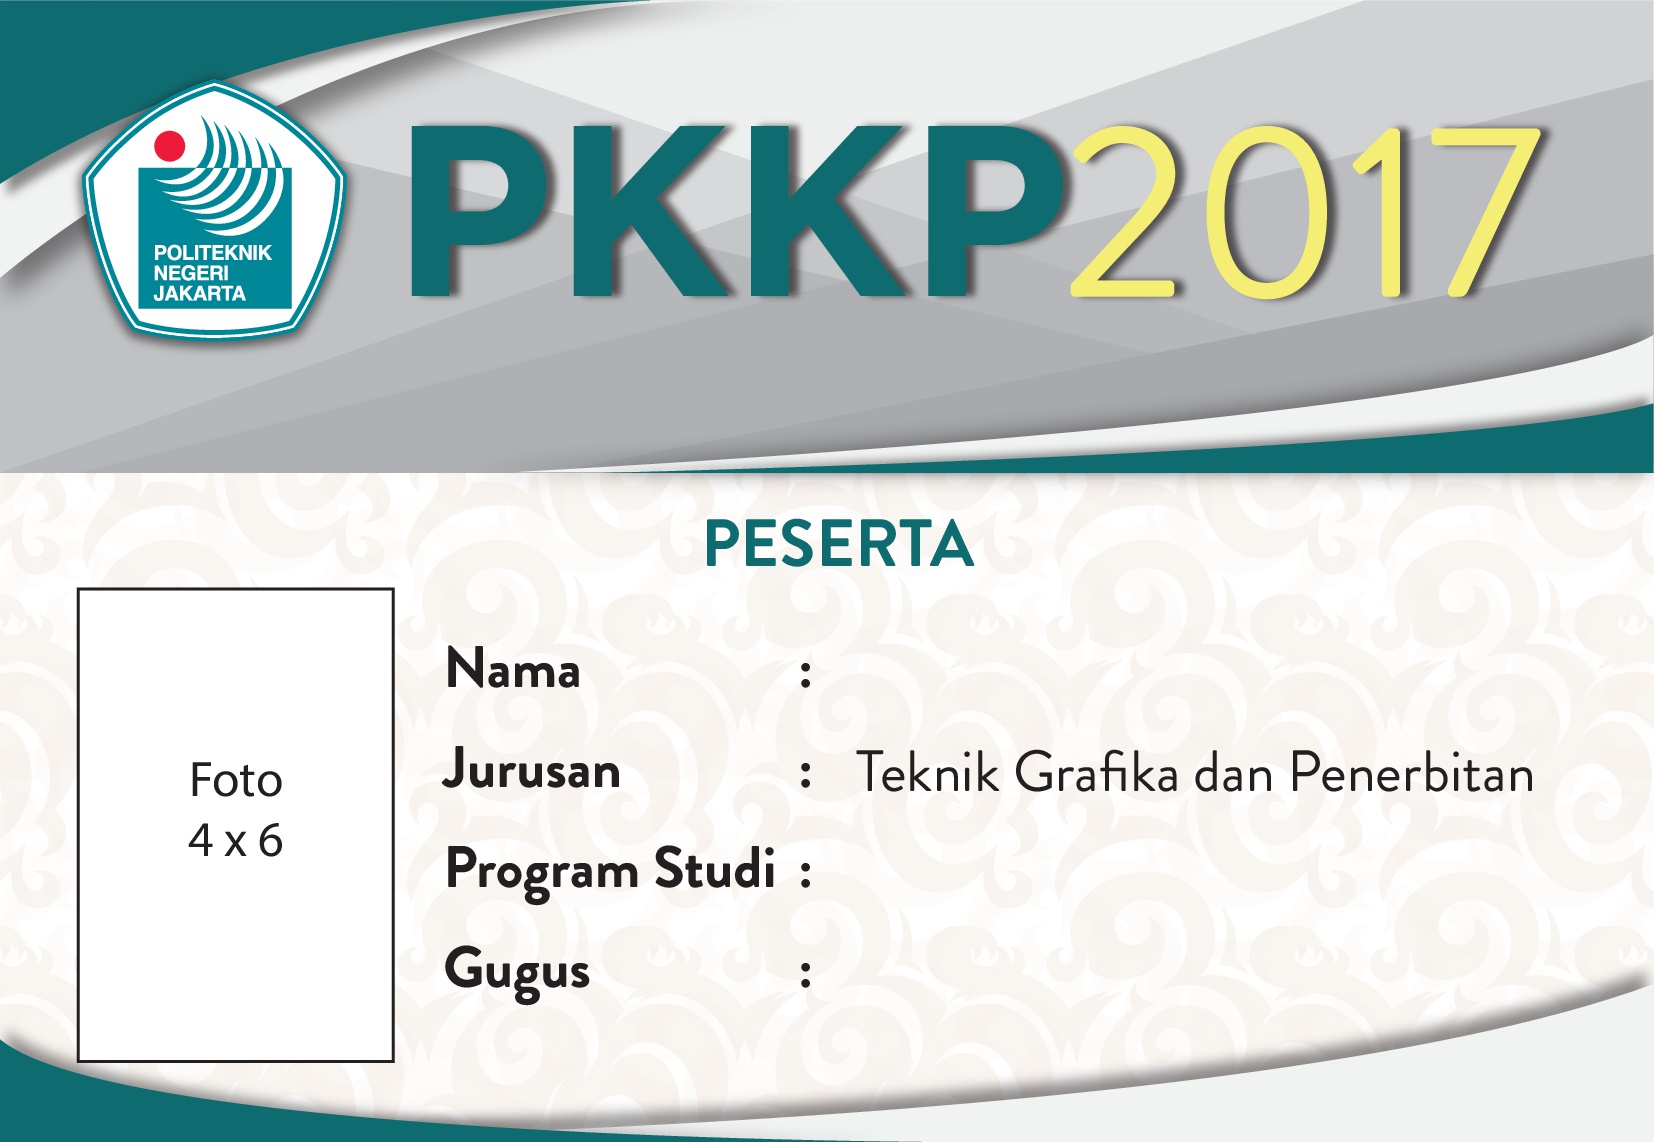 POLITEKNIK
NEGERI
JAKARTA
PKKP2017
PESERTA
Foto
4 x 6
Nama :
Jurusan : Teknik Grafika dan Penerbitan
Program Studi :
Gugus :